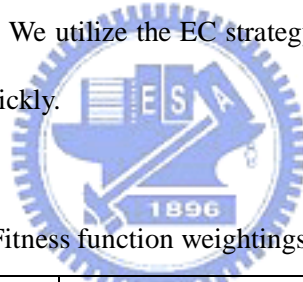 We utilize the EC strateg
ickly.
ES
1896
Fitness function weightings